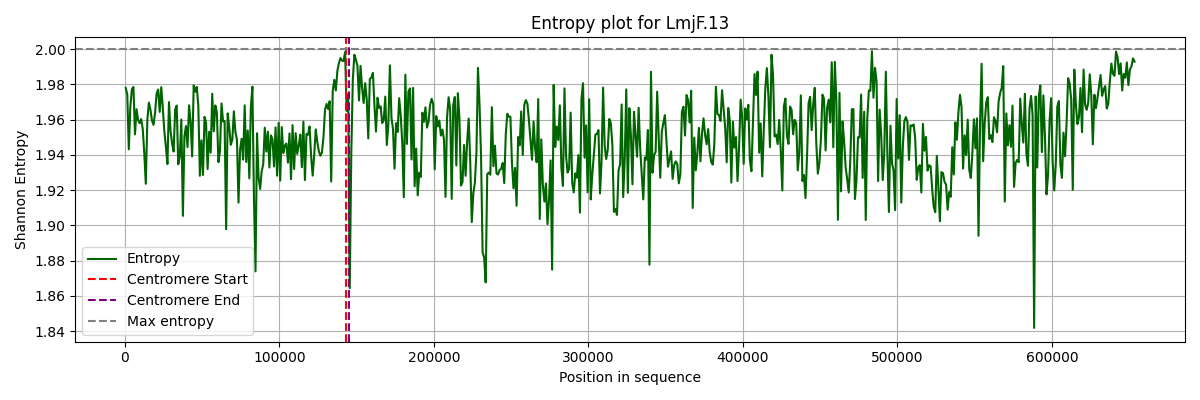 Entropy plot for LmjF.13
Shannon Entropy
2.00
1.98
1.96
1.94
1.92
1.90
1.88
1.86
1.84
Entropy
Centromere Start
Centromere End
Max entropy
0 100000 200000 300000 400000 500000 600000
Position in sequence